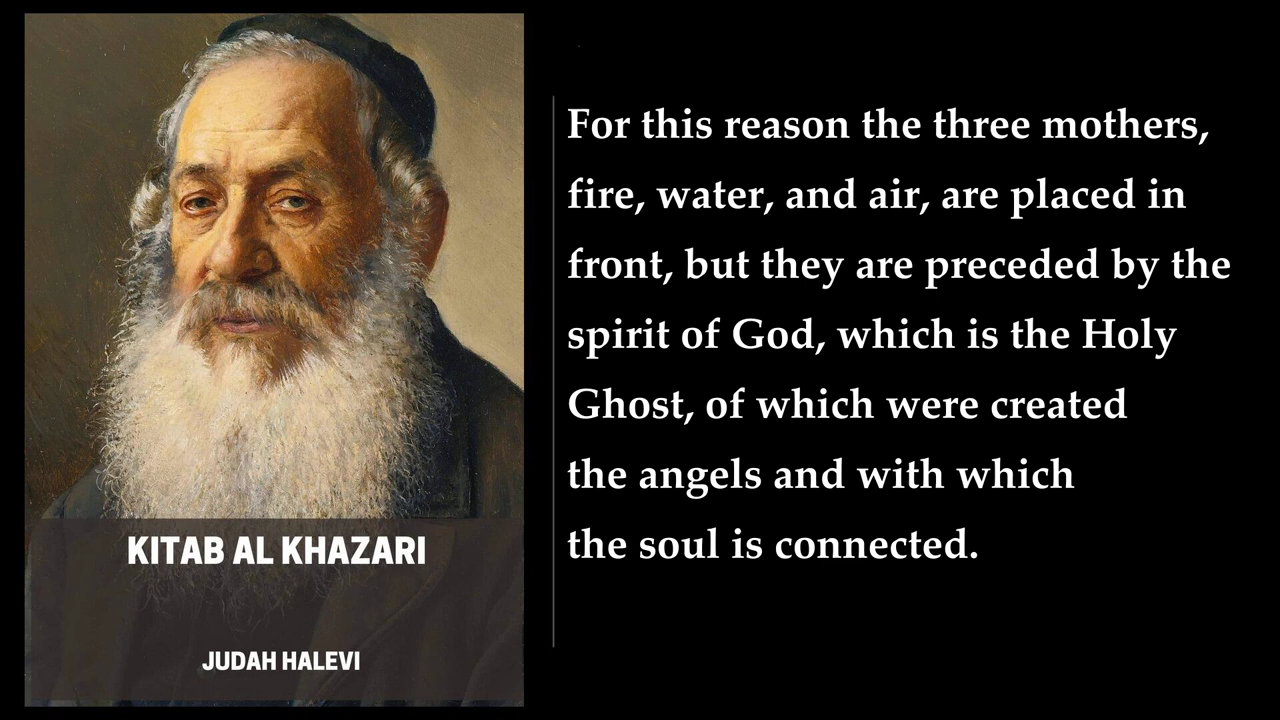 KITAB AL KHAZARI
JUDAH HALEVI
For this reason the three mothers,
fire, water, and air, are placed in
front, but they are preceded by the
spirit of God, which is the Holy
Ghost, of which were created
the angels and with which
the soul is connected.